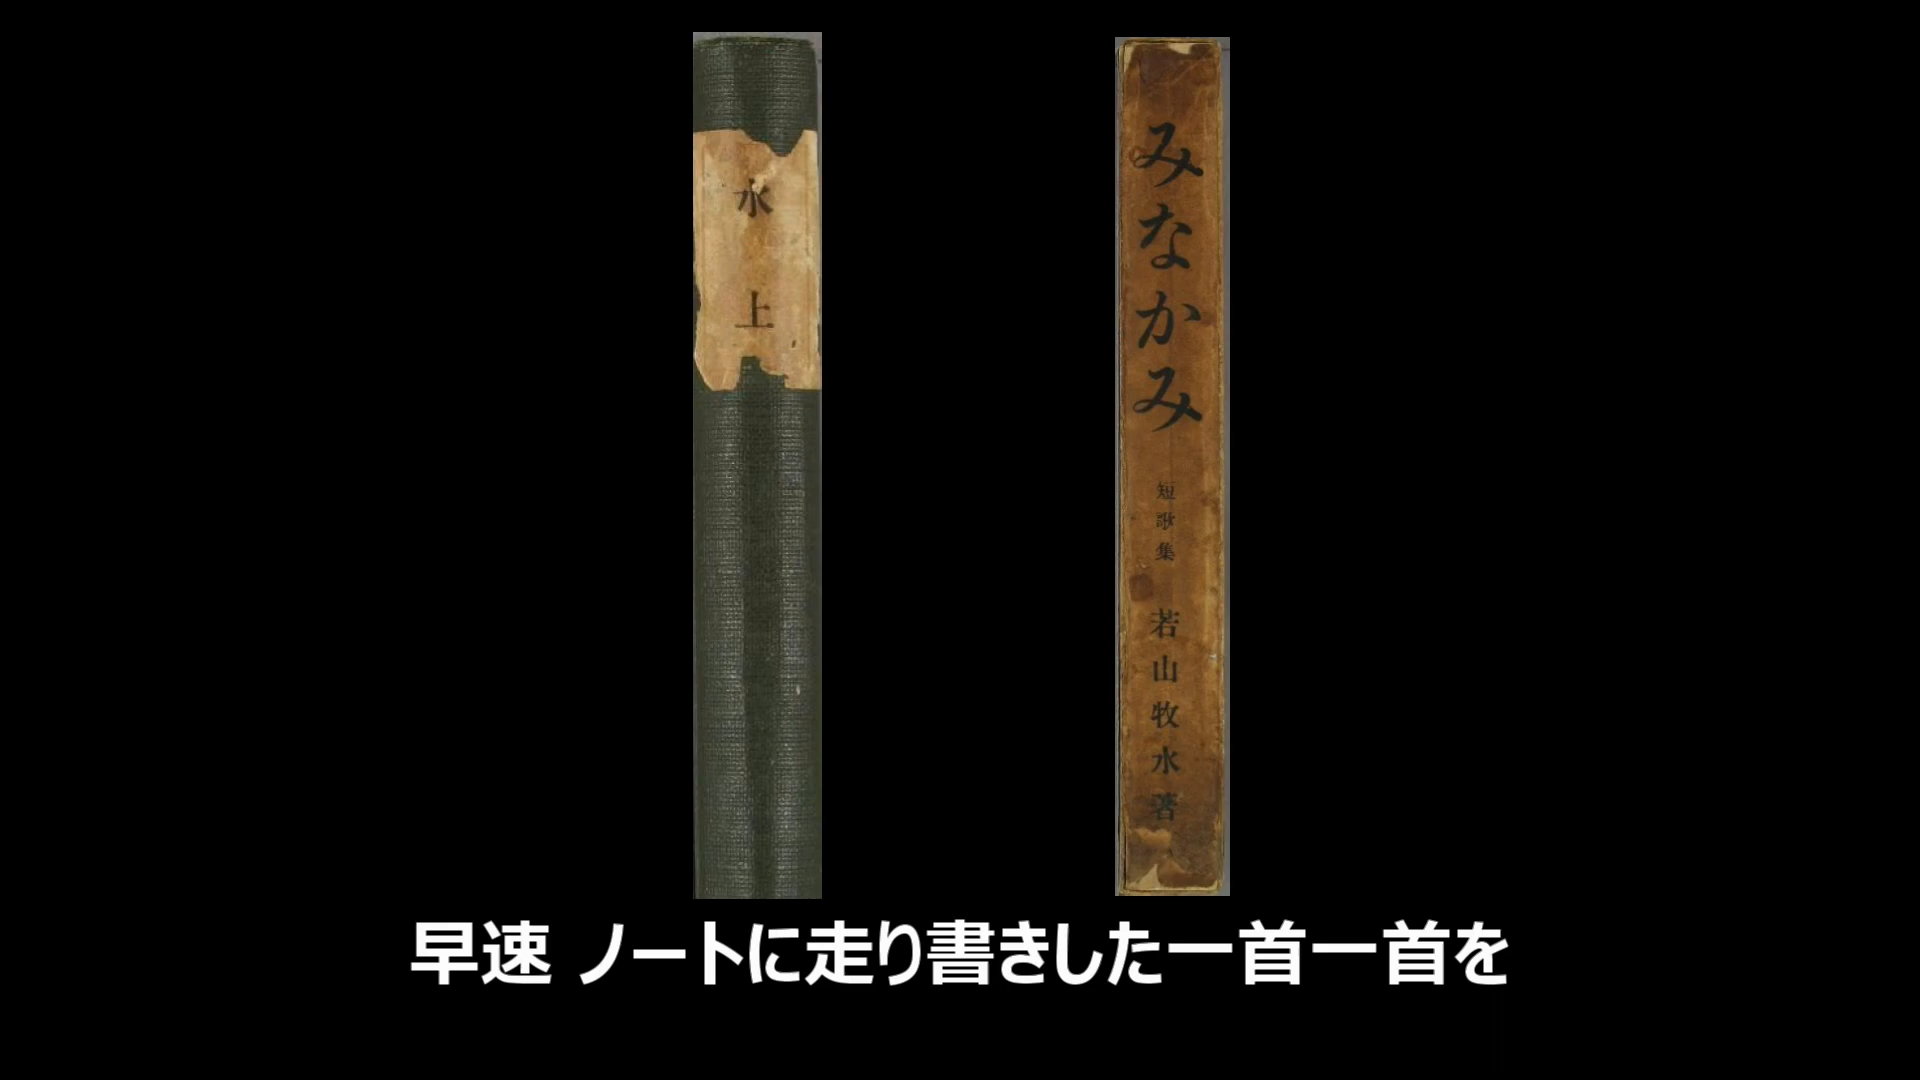 水上
みなかみ
短歌集
若山牧水著
早速 ノートに走り書きした一首一首を